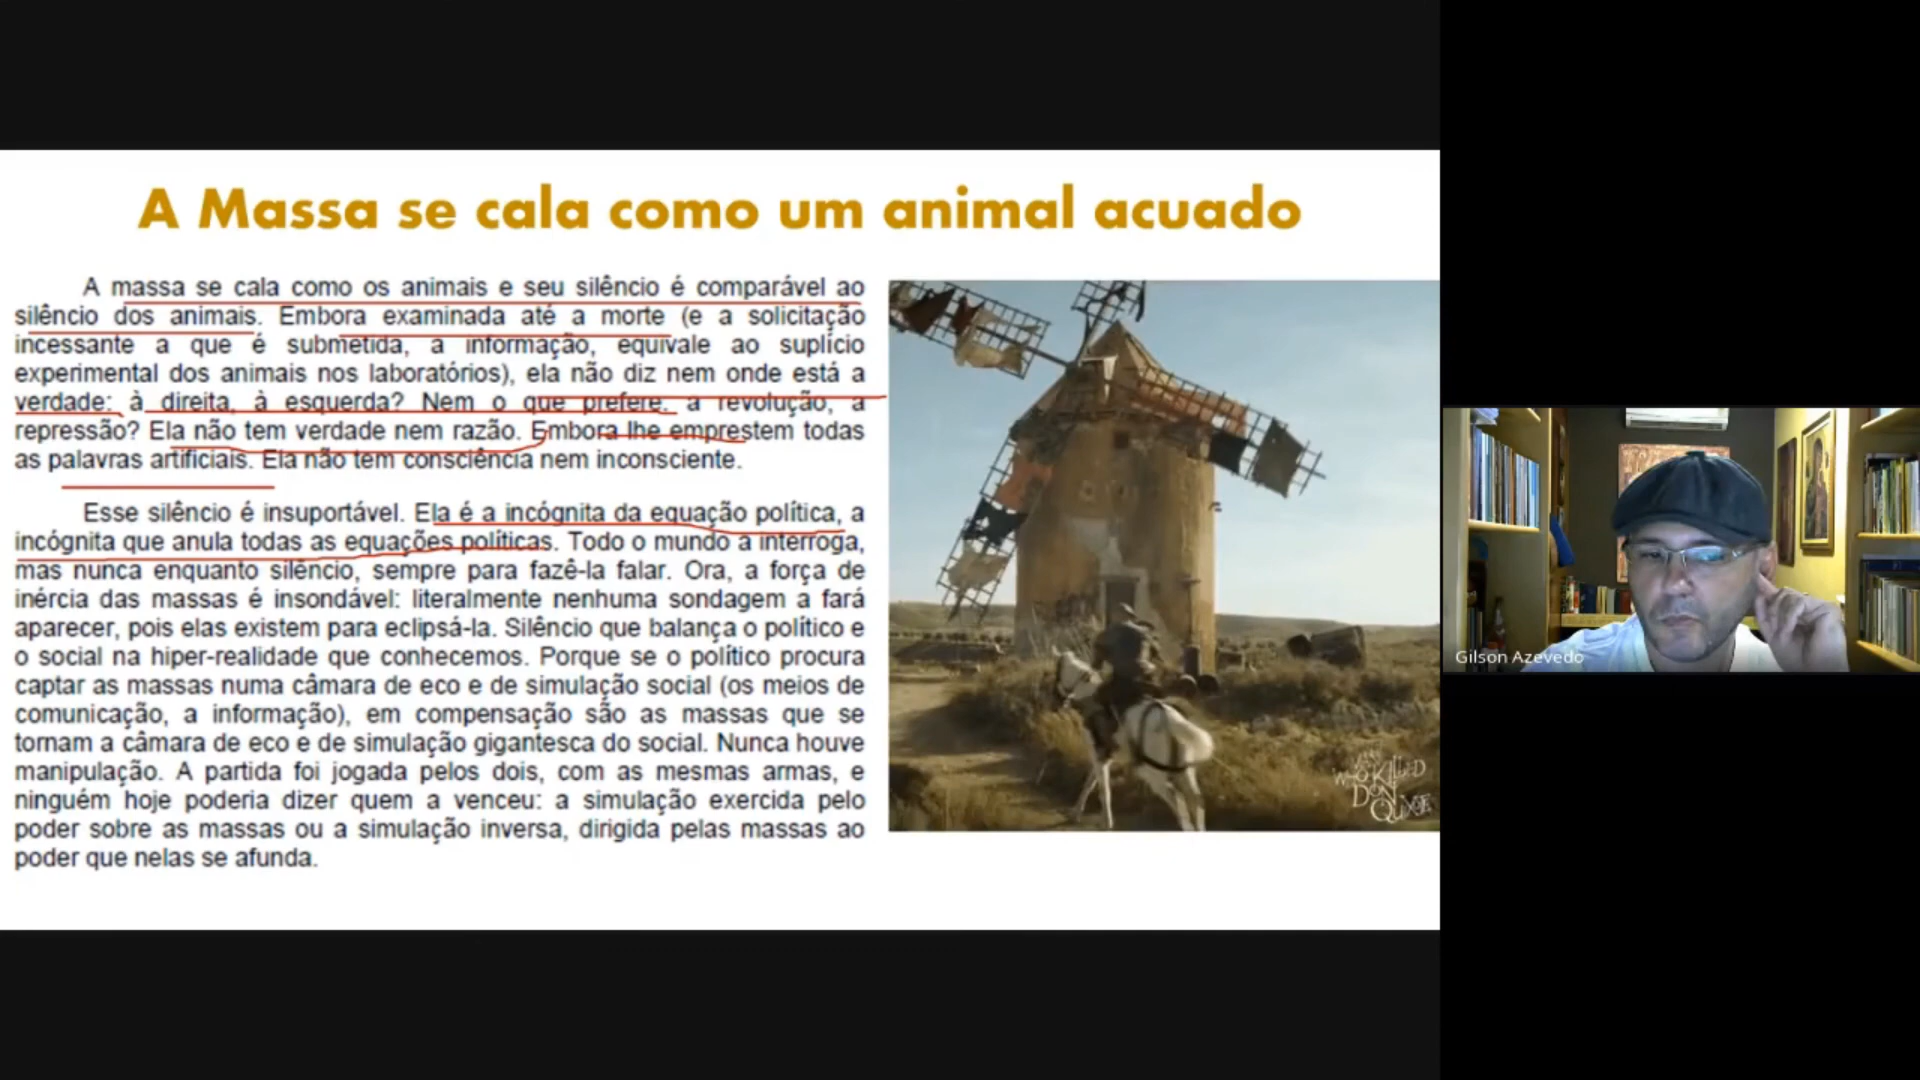 A Massa se cala como um animal acuado
A massa se cala como os animais e seu silêncio é comparável ao
silêncio dos animais. Embora examinada até a morte (e a solicitação
incessante a que é submetida, a informação, equivale ao suplício
experimental dos animais nos laboratórios), ela não diz nem onde está a
verdade: à direita, à esquerda? Nem o que prefere: a revolução, a
repressão? Ela não tem verdade nem razão. Embora lhe emprestem todas
as palavras artificiais. Ela não tem consciência nem inconsciente.
Esse silêncio é insuportável. Ela é a incógnita da equação política, a
incógnita que anula todas as equações políticas. Todo o mundo a interroga,
mas nunca enquanto silêncio, sempre para fazê-la falar. Ora, a força de
inércia das massas é insondável: literalmente nenhuma sondagem a fará
aparecer, pois elas existem para eclipsá-la. Silêncio que balança o político e
o social na hiper-realidade que conhecemos. Porque se o político procura
captar as massas numa câmara de eco e de simulação social (os meios de
comunicação, a informação), em compensação são as massas que se
tornam a câmara de eco e de simulação gigantesca do social. Nunca houve
manipulação. A partida foi jogada pelos dois, com as mesmas armas, e
ninguém hoje poderia dizer quem a venceu: a simulação exercida pelo
poder sobre as massas ou a simulação inversa, dirigida pelas massas ao
poder que nelas se afunda.
WHO KILLED
DON
QUIXOTE
Gilson Azevedo